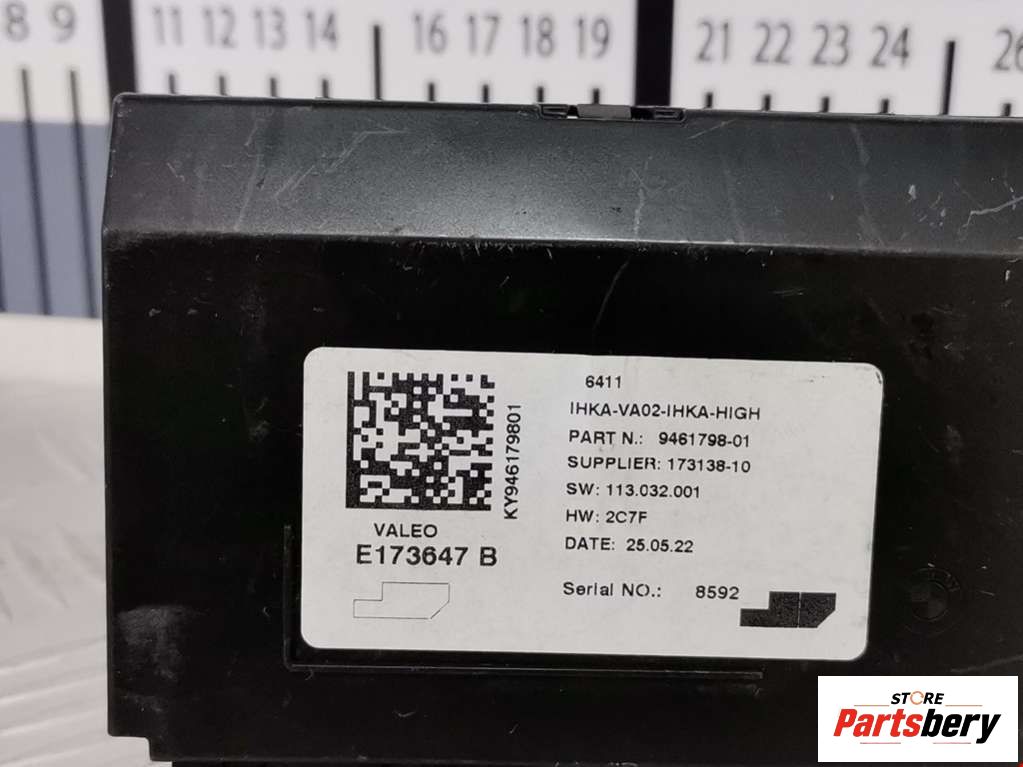 8 9 11 12 13 14 16 17 18 19 21 22 23 24 26
6411
IHKA-VA02-IHKA-HIGH
PART N.: 9461798-01
SUPPLIER: 173138-10
SW: 113.032.001
HW: 2C7F
DATE: 25.05.22
Serial NO.: 8592
KY946179801
VALEO
E173647 B
STORE
Partsbery